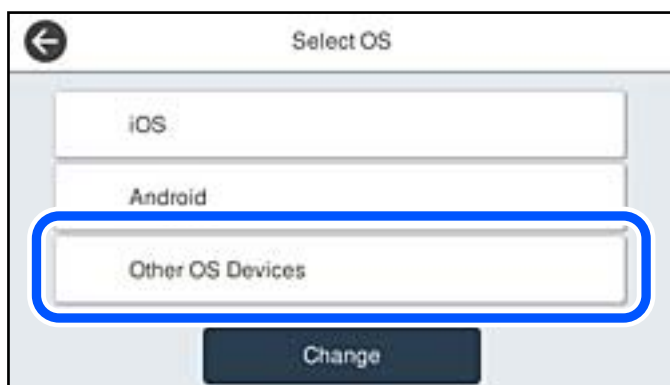 Select OS
iOS
Android
Other OS Devices
Change